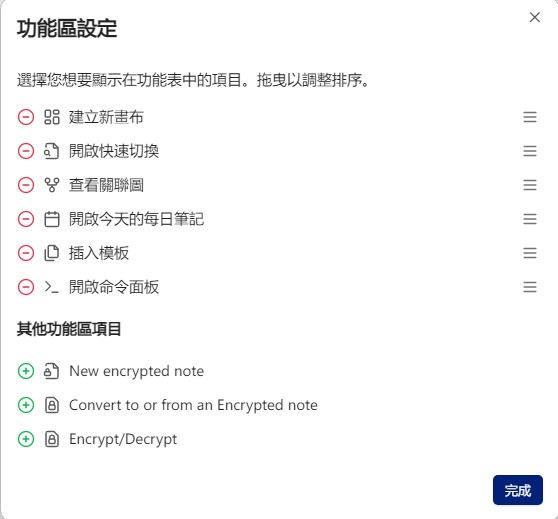 功能區設定
選擇您想要顯示在功能表中的項目。拖曳以調整排序。
建立新畫布
開啟快速切換
查看關聯圖
開啟今天的每日筆記
插入模板
開啟命令面板
其他功能區項目
New encrypted note
Convert to or from an Encrypted note
Encrypt/Decrypt
完成